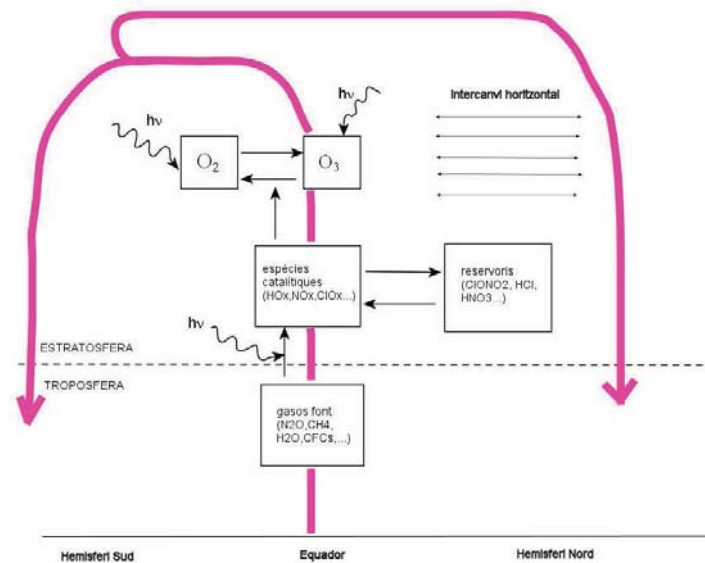 hν
Intercanvi horitzontal
hν
O2
O3
espècies
catalítiques
(HOx,NOx,ClOx...)
reservoris
(ClONO2, HCl,
HNO3...)
hν
ESTRATOSFERA
TROPOSFERA
gasos font
(N2O,CH4,
H2O,CFCs,...)
Hemisferi Sud
Equador
Hemisferi Nord